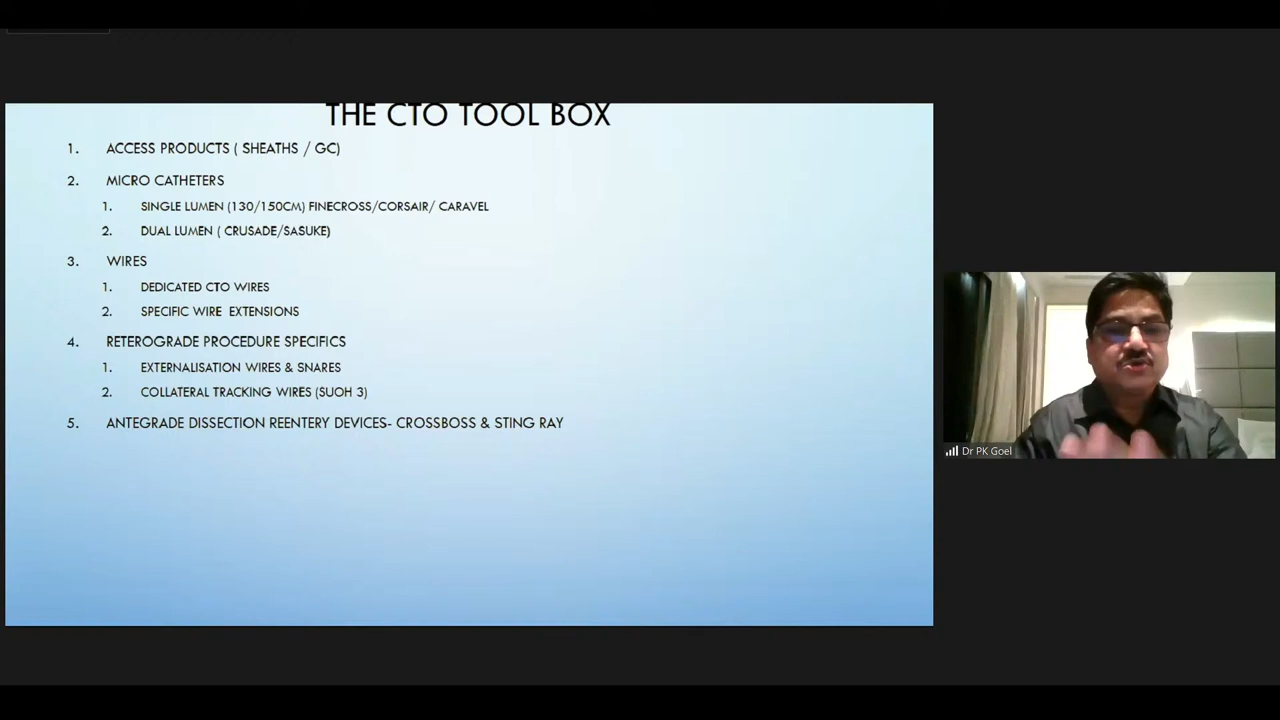 THE CTO TOOL BOX
1. ACCESS PRODUCTS ( SHEATHS / GC)
2. MICRO CATHETERS
1. SINGLE LUMEN (130/150CM) FINECROSS/CORSAIR/ CARAVEL
2. DUAL LUMEN ( CRUSADE/SASUKE)
3. WIRES
1. DEDICATED CTO WIRES
2. SPECIFIC WIRE EXTENSIONS
4. RETEROGRADE PROCEDURE SPECIFICS
1. EXTERNALISATION WIRES & SNARES
2. COLLATERAL TRACKING WIRES (SUOH 3)
5. ANTEGRADE DISSECTION REENTERY DEVICES- CROSSBOSS & STING RAY
Dr PK Goel